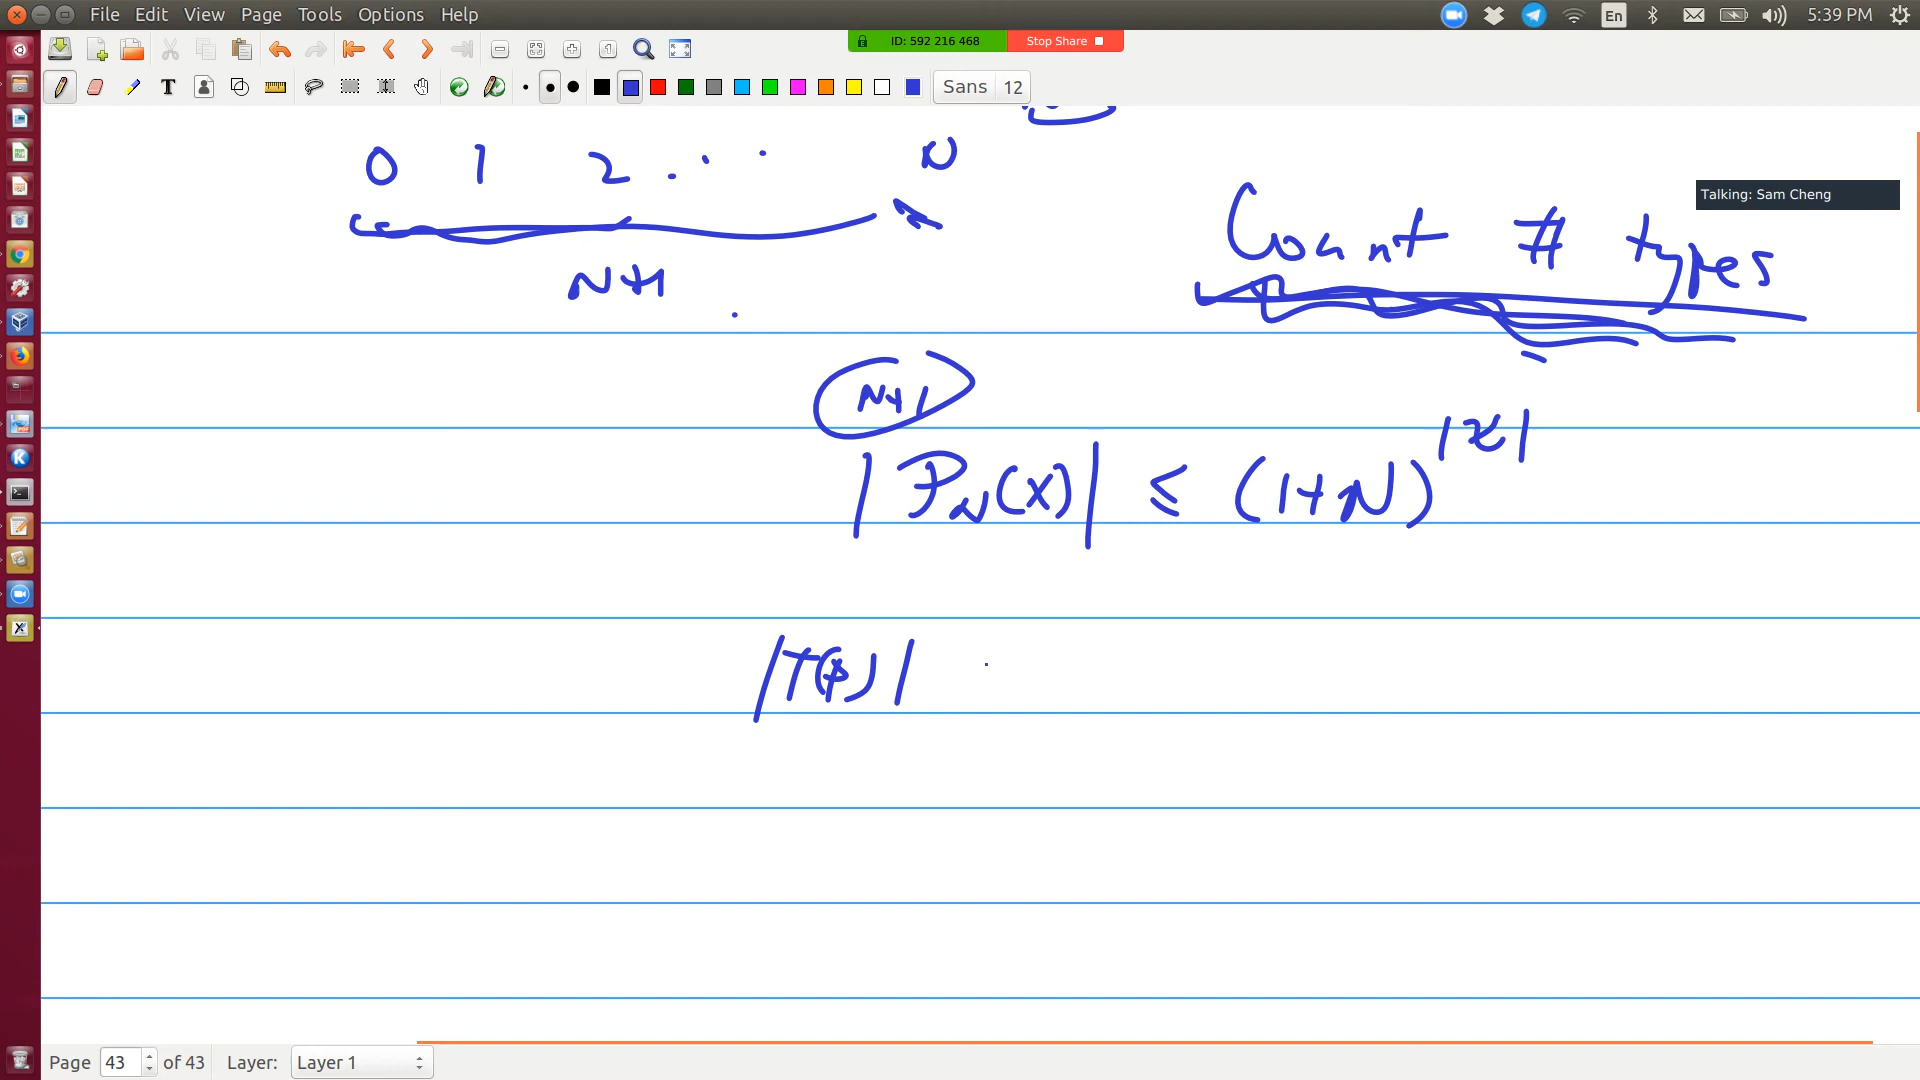 File Edit View Page Tools Options Help
En 5:39 PM
ID: 592 216 468 Stop Share
T Sans 12
0 1 2 . . . N
Talking: Sam Cheng
Count # types
N+1
N+1
|P_N(X)| ≤ (1+N)^|X|
|T(p)|
Page 43 of 43 Layer: Layer 1